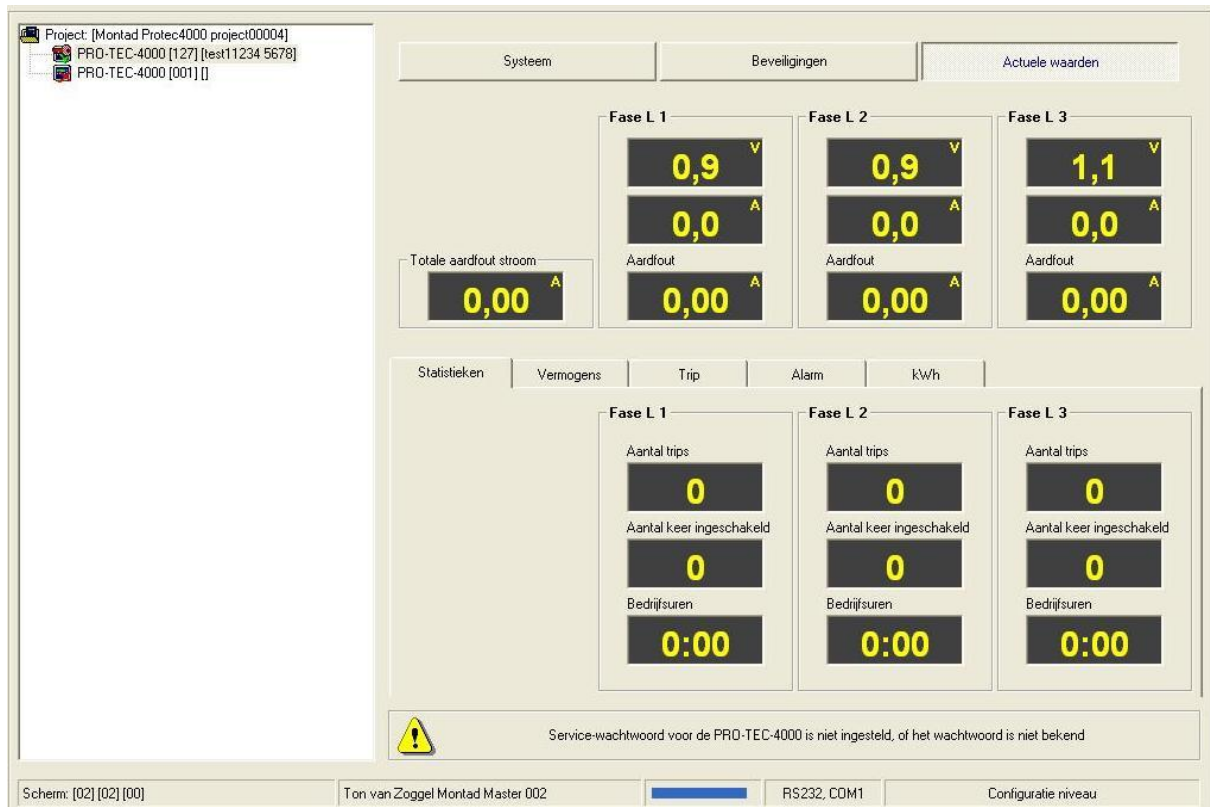 Project: [Montad Protec4000 project00004]
PRO-TEC-4000 [127] [test11234 5678]
PRO-TEC-4000 [001] []
Systeem Beveiligingen Actuele waarden
Fase L 1 Fase L 2 Fase L 3
0,9 V 0,9 V 1,1 V
0,0 A 0,0 A 0,0 A
Totale aardfout stroom Aardfout Aardfout Aardfout
0,00 A 0,00 A 0,00 A 0,00 A
Statistieken Vermogens Trip Alarm kWh
Fase L 1 Fase L 2 Fase L 3
Aantal trips Aantal trips Aantal trips
0 0 0
Aantal keer ingeschakeld Aantal keer ingeschakeld Aantal keer ingeschakeld
0 0 0
Bedrijfsuren Bedrijfsuren Bedrijfsuren
0:00 0:00 0:00
Service-wachtwoord voor de PRO-TEC-4000 is niet ingesteld, of het wachtwoord is niet bekend
Scherm: [02] [02] [00] Ton van Zoggel Montad Master 002 RS232, COM1 Configuratie niveau